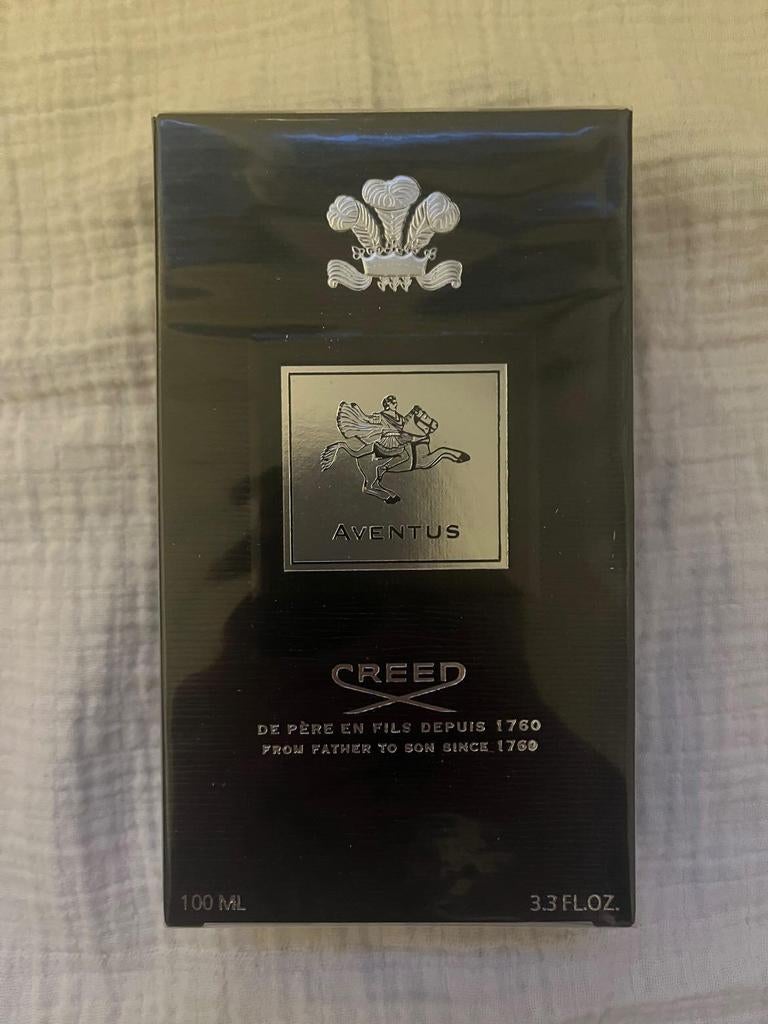 AVENTUS
CREED
DE PÈRE EN FILS DEPUIS 1760
FROM FATHER TO SON SINCE 1760
100 ML
3.3 FL.OZ.